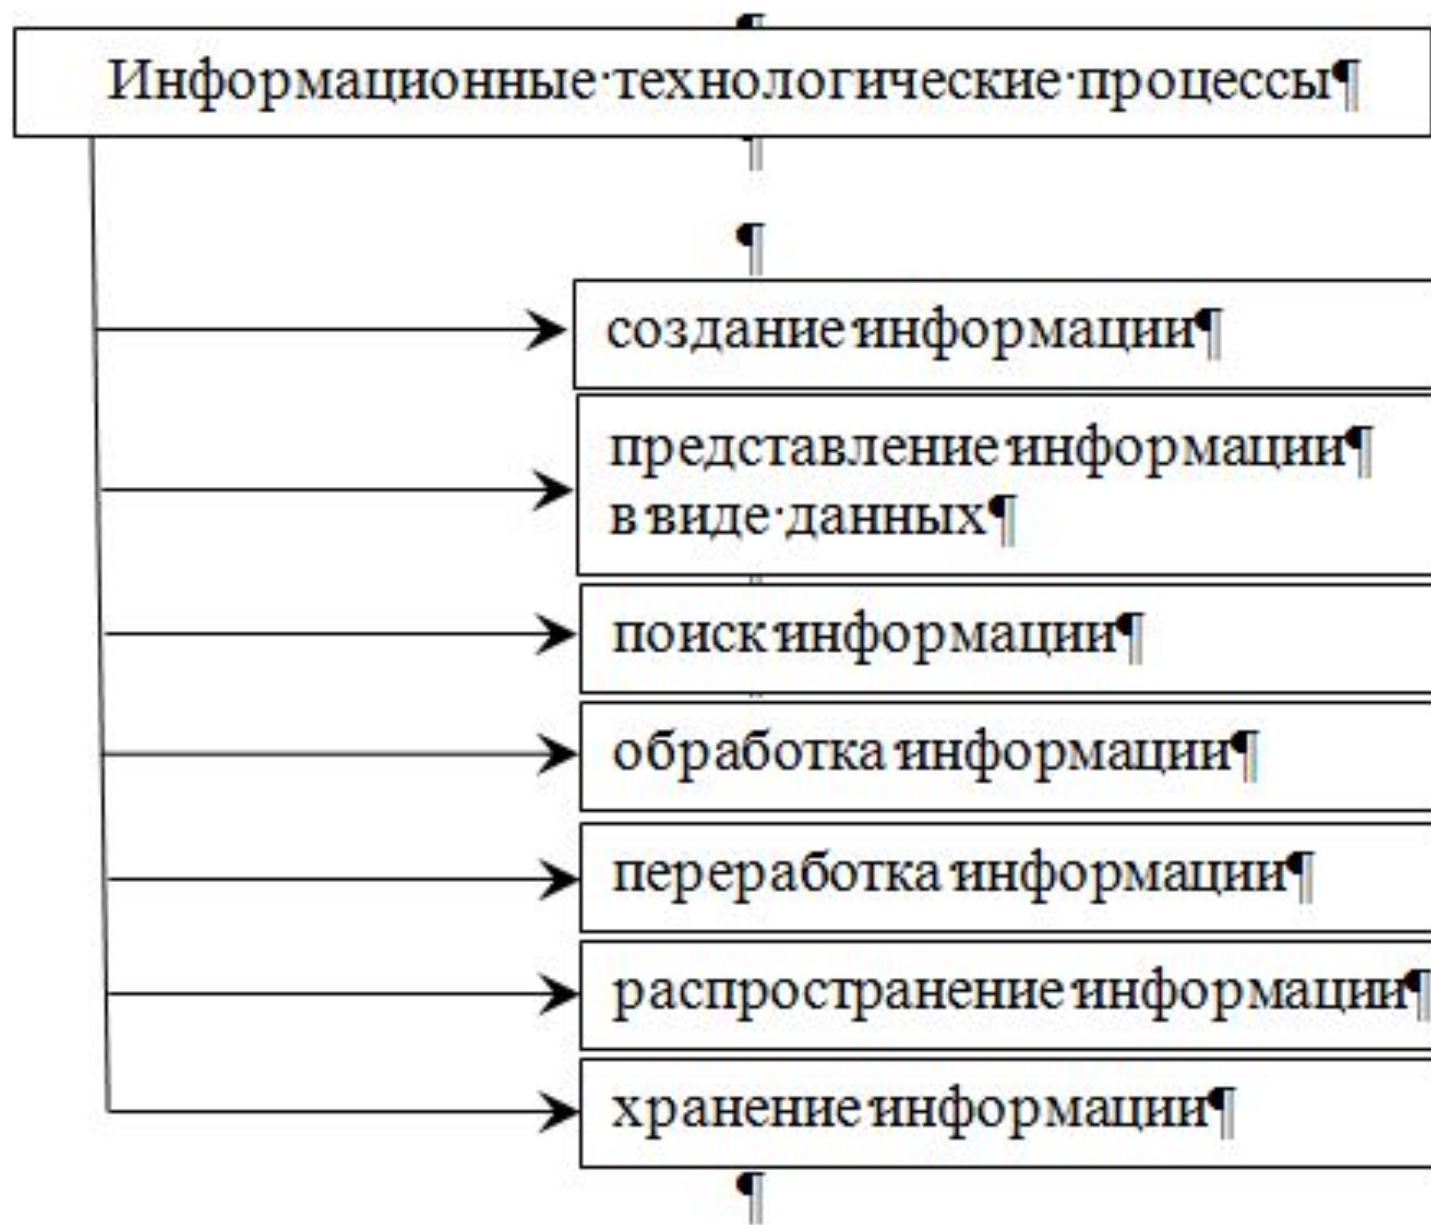 Информационные технологические процессы
создание информации
представление информации
в виде данных
поиск информации
обработка информации
переработка информации
распространение информации
хранение информации